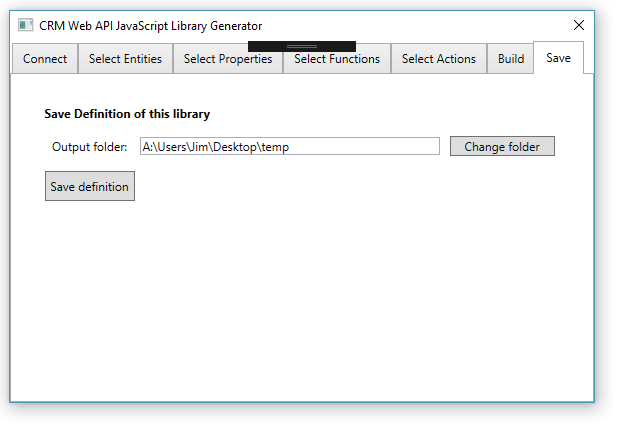 CRM Web API JavaScript Library Generator
Connect Select Entities Select Properties Select Functions Select Actions Build Save
Save Definition of this library
Output folder: A:\Users\Jim\Desktop\temp Change folder
Save definition